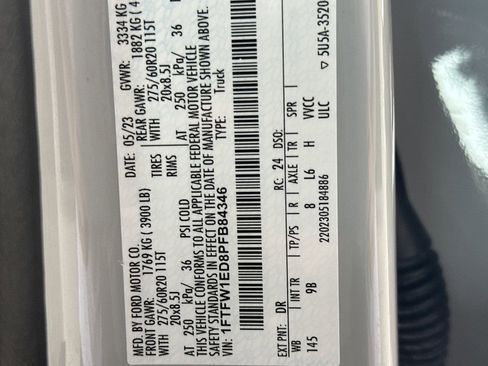 MFD. BY FORD MOTOR CO.
DATE: 05/23 GVWR: 3334 KG
FRONT GAWR: REAR GAWR:
1769 KG ( 3900 LB) 1882 KG ( 4
WITH WITH
275/60R20 115T TIRES 275/60R20 115T
20x8.5J RIMS 20x8.5J
AT 250 kPa/ 36 PSI COLD AT 250 kPa/ 36
THIS VEHICLE CONFORMS TO ALL APPLICABLE FEDERAL MOTOR VEHICLE
SAFETY STANDARDS IN EFFECT ON THE DATE OF MANUFACTURE SHOWN ABOVE.
1FTFW1ED8PFB84346 TYPE: Truck
EXT PNT: DR RC: 24 DSO:
WB INT TR TP/PS R AXLE TR SPR
145 9B 8 L6 H VVCC
2202305184886 ULC
▽ 5U5A-3520